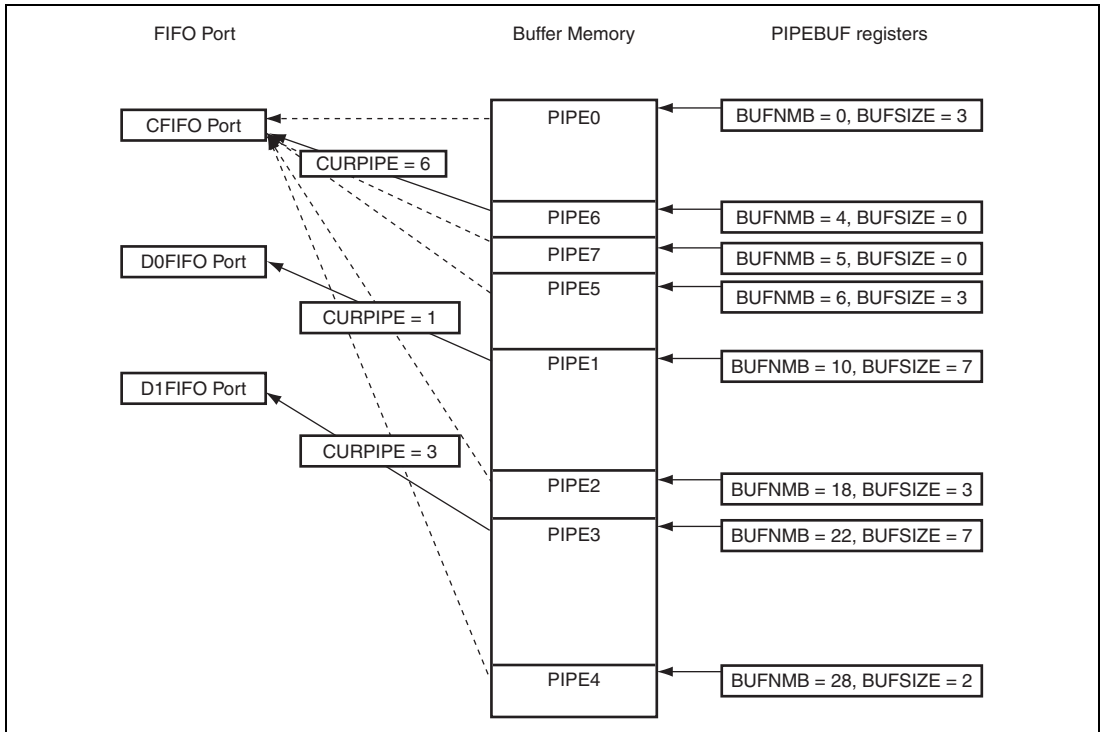 FIFO Port
Buffer Memory
PIPEBUF registers
CFIFO Port
PIPE0
BUFNMB = 0, BUFSIZE = 3
CURPIPE = 6
PIPE6
BUFNMB = 4, BUFSIZE = 0
D0FIFO Port
PIPE7
BUFNMB = 5, BUFSIZE = 0
PIPE5
BUFNMB = 6, BUFSIZE = 3
CURPIPE = 1
PIPE1
BUFNMB = 10, BUFSIZE = 7
D1FIFO Port
CURPIPE = 3
PIPE2
BUFNMB = 18, BUFSIZE = 3
PIPE3
BUFNMB = 22, BUFSIZE = 7
PIPE4
BUFNMB = 28, BUFSIZE = 2